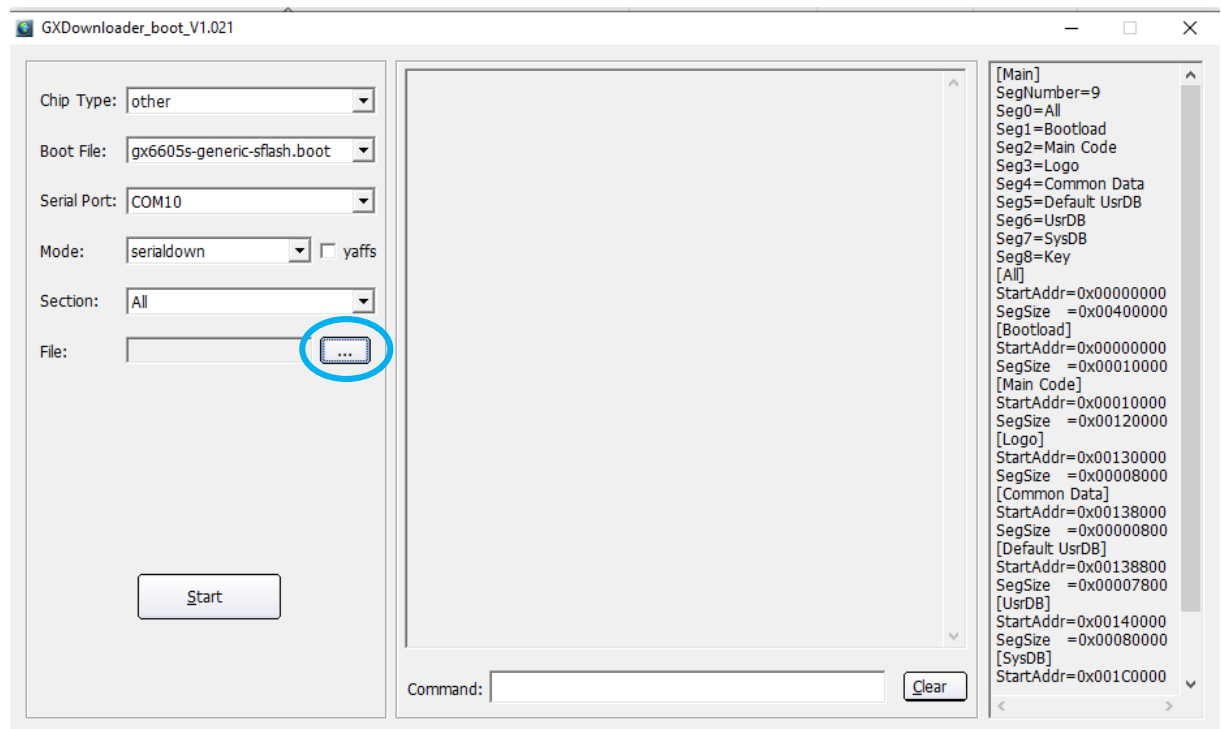 GXDownloader_boot_V1.021
Chip Type: other
Boot File: gx6605s-generic-sflash.boot
Serial Port: COM10
Mode: serialdown yaffs
Section: All
File: ...
Start
Command: Clear
[Main]
SegNumber=9
Seg0=All
Seg1=Bootload
Seg2=Main Code
Seg3=Logo
Seg4=Common Data
Seg5=Default UsrDB
Seg6=UsrDB
Seg7=SysDB
Seg8=Key
[All]
StartAddr=0x00000000
SegSize =0x00400000
[Bootload]
StartAddr=0x00000000
SegSize =0x00010000
[Main Code]
StartAddr=0x00010000
SegSize =0x00120000
[Logo]
StartAddr=0x00130000
SegSize =0x00008000
[Common Data]
StartAddr=0x00138000
SegSize =0x00000800
[Default UsrDB]
StartAddr=0x00138800
SegSize =0x00007800
[UsrDB]
StartAddr=0x00140000
SegSize =0x00080000
[SysDB]
StartAddr=0x001C0000